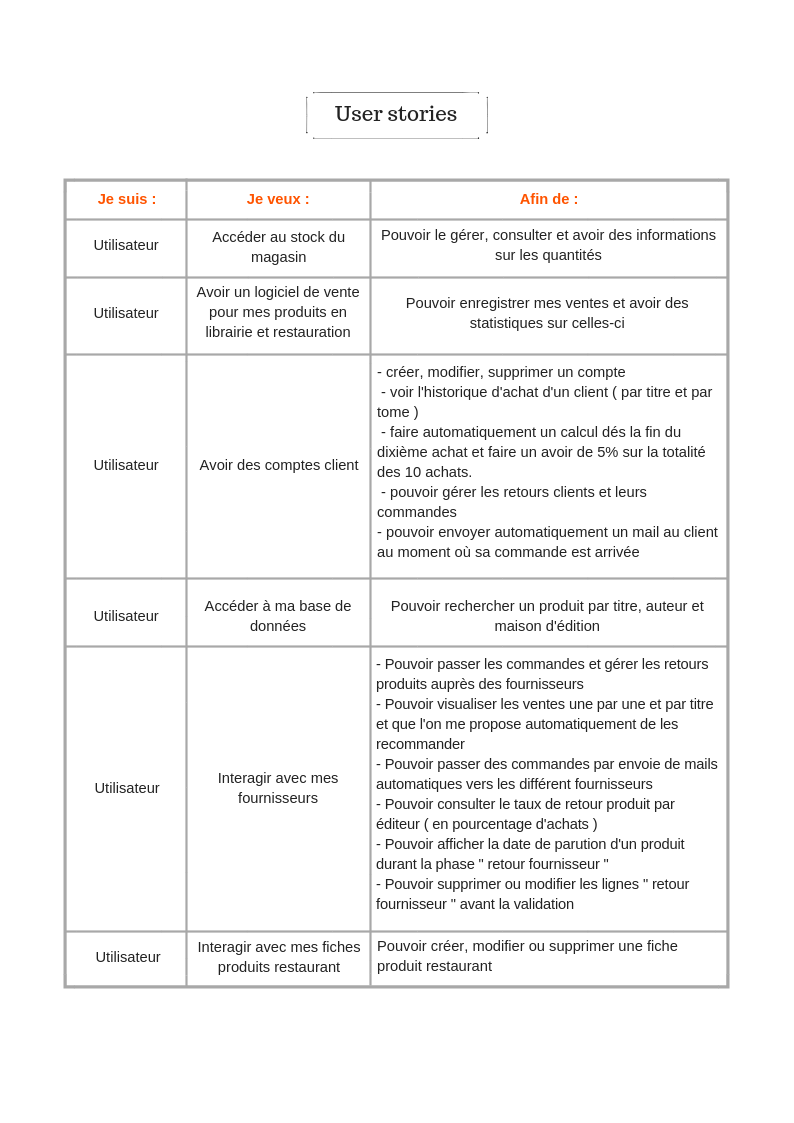 User stories
Je suis :
Je veux :
Afin de :
Utilisateur
Accéder au stock du
magasin
Pouvoir le gérer, consulter et avoir des informations
sur les quantités
Utilisateur
Avoir un logiciel de vente
pour mes produits en
librairie et restauration
Pouvoir enregistrer mes ventes et avoir des
statistiques sur celles-ci
Utilisateur
Avoir des comptes client
- créer, modifier, supprimer un compte
- voir l'historique d'achat d'un client ( par titre et par
tome )
- faire automatiquement un calcul dés la fin du
dixième achat et faire un avoir de 5% sur la totalité
des 10 achats.
- pouvoir gérer les retours clients et leurs
commandes
- pouvoir envoyer automatiquement un mail au client
au moment où sa commande est arrivée
Utilisateur
Accéder à ma base de
données
Pouvoir rechercher un produit par titre, auteur et
maison d'édition
Utilisateur
Interagir avec mes
fournisseurs
- Pouvoir passer les commandes et gérer les retours
produits auprès des fournisseurs
- Pouvoir visualiser les ventes une par une et par titre
et que l'on me propose automatiquement de les
recommander
- Pouvoir passer des commandes par envoie de mails
automatiques vers les différent fournisseurs
- Pouvoir consulter le taux de retour produit par
éditeur ( en pourcentage d'achats )
- Pouvoir afficher la date de parution d'un produit
durant la phase " retour fournisseur "
- Pouvoir supprimer ou modifier les lignes " retour
fournisseur " avant la validation
Utilisateur
Interagir avec mes fiches
produits restaurant
Pouvoir créer, modifier ou supprimer une fiche
produit restaurant